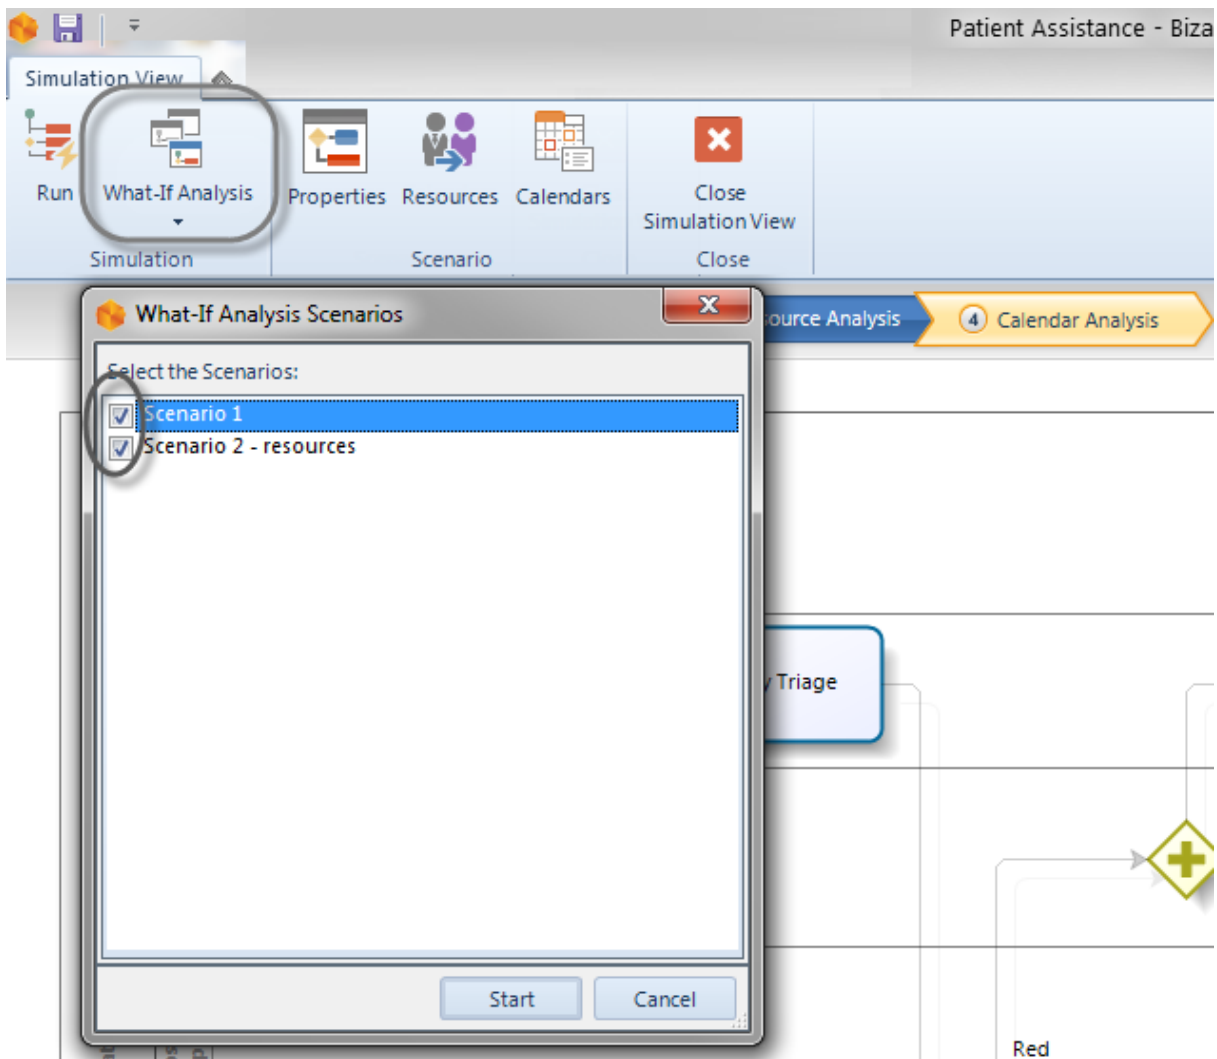 Patient Assistance - Biza
Simulation View
Run
What-If Analysis
Properties
Resources
Calendars
Close
Simulation View
Simulation
Scenario
Close
What-If Analysis Scenarios
ource Analysis
4 Calendar Analysis
Select the Scenarios:
Scenario 1
Scenario 2 - resources
y Triage
Start
Cancel
Red